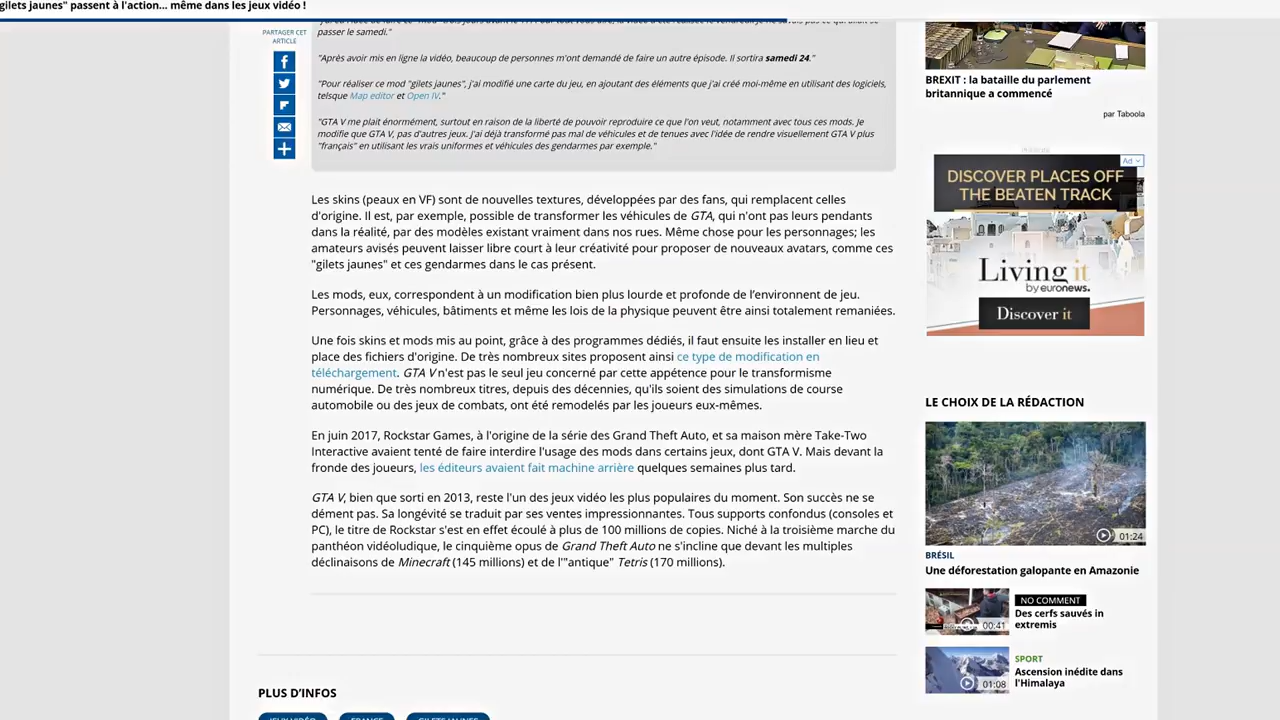 gilets jaunes" passent à l'action... même dans les jeux vidéo !
PARTAGER CET
ARTICLE
passer le samedi."
"Après avoir mis en ligne la vidéo, beaucoup de personnes m'ont demandé de faire un autre épisode. Il sortira samedi 24."
"Pour réaliser ce mod "gilets jaunes", j'ai modifié une carte du jeu, en ajoutant des éléments que j'ai créé moi-même en utilisant des logiciels,
telsque Map editor et Open IV."
"GTA V me plait énormément, surtout en raison de la liberté de pouvoir reproduire ce que l'on veut, notamment avec tous ces mods. Je
modifie que GTA V, pas d'autres jeux. j'ai déjà transformé pas mal de véhicules et de tenues avec l'idée de rendre visuellement GTA V plus
"français" en utilisant les vrais uniformes et véhicules des gendarmes par exemple."
Les skins (peaux en VF) sont de nouvelles textures, développées par des fans, qui remplacent celles
d'origine. Il est, par exemple, possible de transformer les véhicules de GTA, qui n'ont pas leurs pendants
dans la réalité, par des modèles existant vraiment dans nos rues. Même chose pour les personnages; les
amateurs avisés peuvent laisser libre court à leur créativité pour proposer de nouveaux avatars, comme ces
"gilets jaunes" et ces gendarmes dans le cas présent.
Les mods, eux, correspondent à un modification bien plus lourde et profonde de l'environnent de jeu.
Personnages, véhicules, bâtiments et même les lois de la physique peuvent être ainsi totalement remaniées.
Une fois skins et mods mis au point, grâce à des programmes dédiés, il faut ensuite les installer en lieu et
place des fichiers d'origine. De très nombreux sites proposent ainsi ce type de modification en
téléchargement. GTA V n'est pas le seul jeu concerné par cette appétence pour le transformisme
numérique. De très nombreux titres, depuis des décennies, qu'ils soient des simulations de course
automobile ou des jeux de combats, ont été remodelés par les joueurs eux-mêmes.
En juin 2017, Rockstar Games, à l'origine de la série des Grand Theft Auto, et sa maison mère Take-Two
Interactive avaient tenté de faire interdire l'usage des mods dans certains jeux, dont GTA V. Mais devant la
fronde des joueurs, les éditeurs avaient fait machine arrière quelques semaines plus tard.
GTA V, bien que sorti en 2013, reste l'un des jeux vidéo les plus populaires du moment. Son succès ne se
dément pas. Sa longévité se traduit par ses ventes impressionnantes. Tous supports confondus (consoles et
PC), le titre de Rockstar s'est en effet écoulé à plus de 100 millions de copies. Niché à la troisième marche du
panthéon vidéoludique, le cinquième opus de Grand Theft Auto ne s'incline que devant les multiples
déclinaisons de Minecraft (145 millions) et de l'"antique" Tetris (170 millions).
PLUS D'INFOS
JEUX VIDÉO
FRANCE
GILETS JAUNES
BREXIT : la bataille du parlement
britannique a commencé
par Taboola
Ad
DISCOVER PLACES OFF
THE BEATEN TRACK
Living it
by euronews.
Discover it
LE CHOIX DE LA RÉDACTION
01:24
BRÉSIL
Une déforestation galopante en Amazonie
00:41
NO COMMENT
Des cerfs sauvés in
extremis
01:08
SPORT
Ascension inédite dans
l'Himalaya